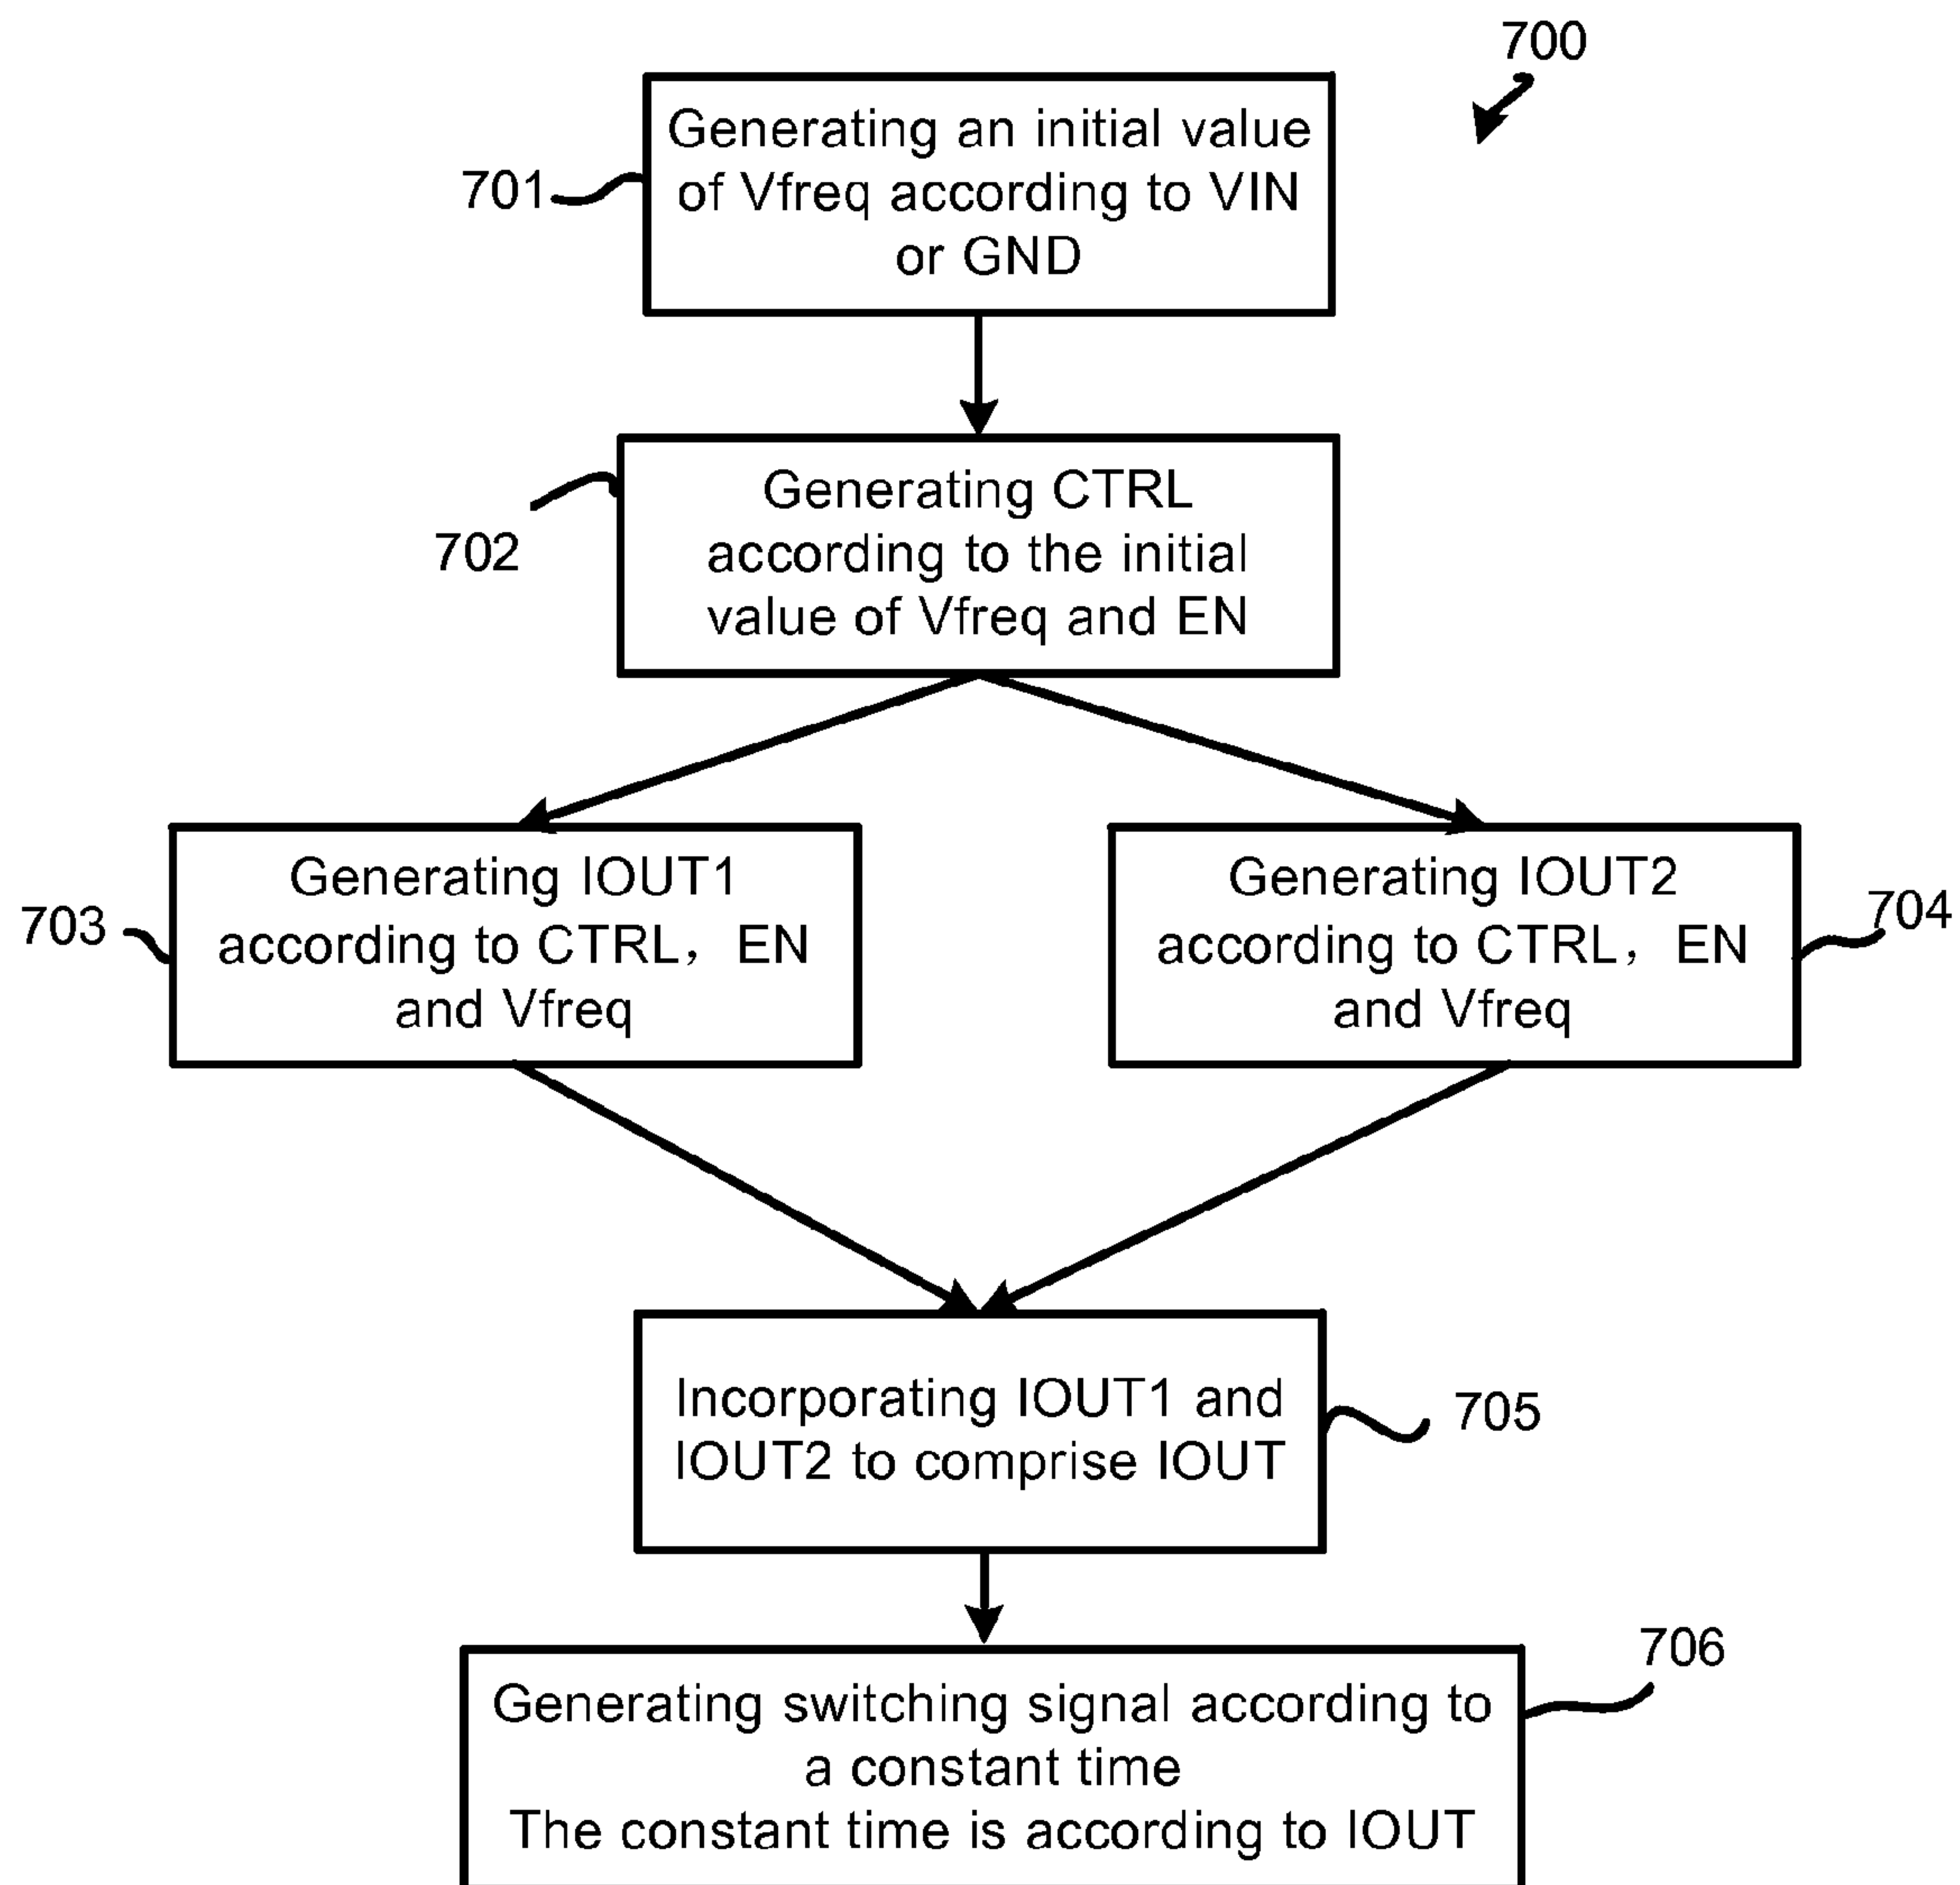 700
Generating an initial value
of Vfreq according to VIN
or GND
701
Generating CTRL
according to the initial
value of Vfreq and EN
702
Generating IOUT1
according to CTRL，EN
and Vfreq
703
Generating IOUT2
according to CTRL，EN
and Vfreq
704
Incorporating IOUT1 and
IOUT2 to comprise IOUT
705
Generating switching signal according to
a constant time
The constant time is according to IOUT
706